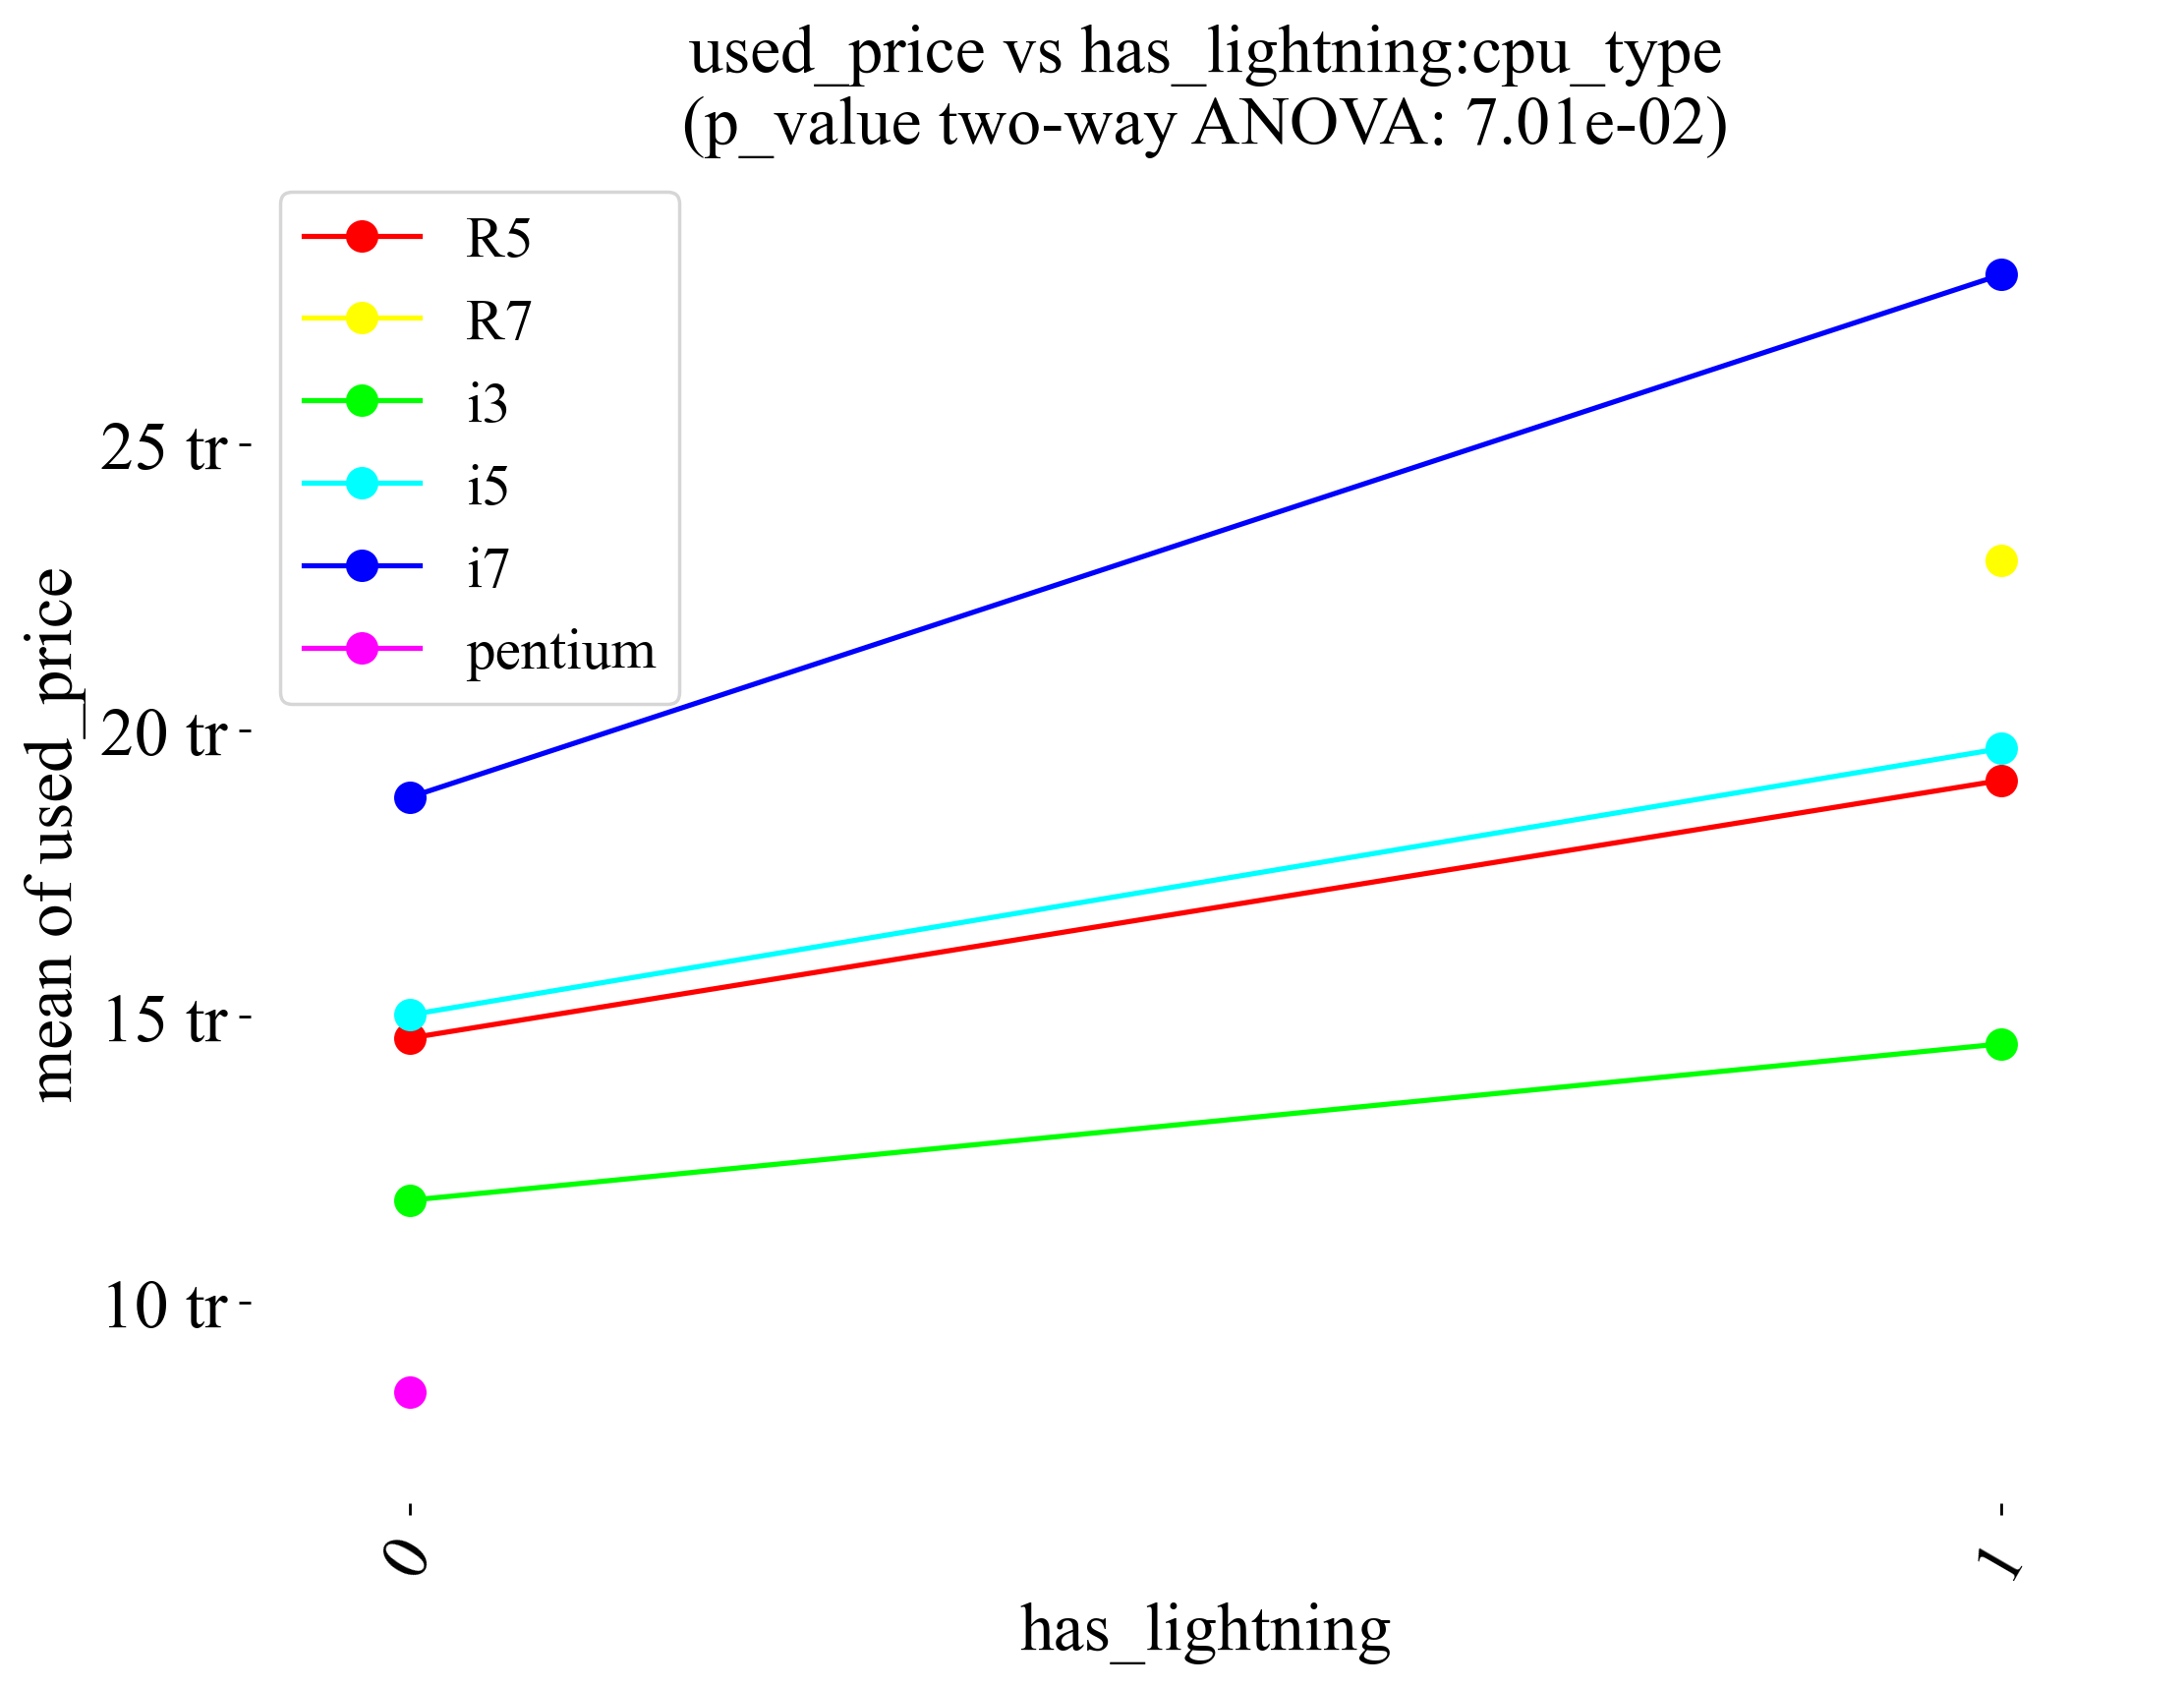 used_price vs has_lightning:cpu_type
(p_value two-way ANOVA: 7.01e-02)
R5
R7
i3
i5
i7
pentium
mean of used_price
25 tr
20 tr
15 tr
10 tr
0
1
has_lightning